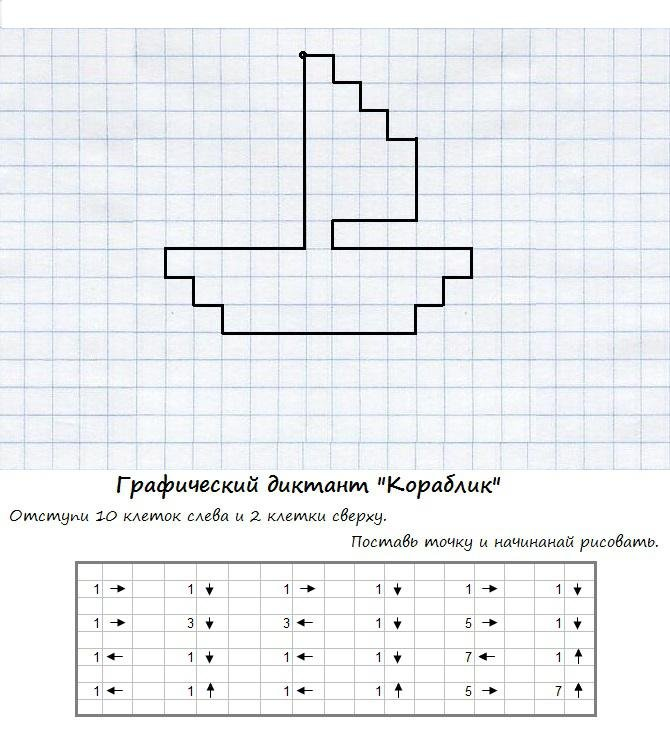 Графический диктант "Кораблик"
Отступи 10 клеток слева и 2 клетки сверху.
Поставь точку и начинанай рисовать.
1 → 1 ↓ 1 → 1 ↓ 1 → 1 ↓
1 → 3 ↓ 3 ← 1 ↓ 5 → 1 ↓
1 ← 1 ↓ 1 ← 1 ↓ 7 ← 1 ↑
1 ← 1 ↑ 1 ← 1 ↑ 5 → 7 ↑